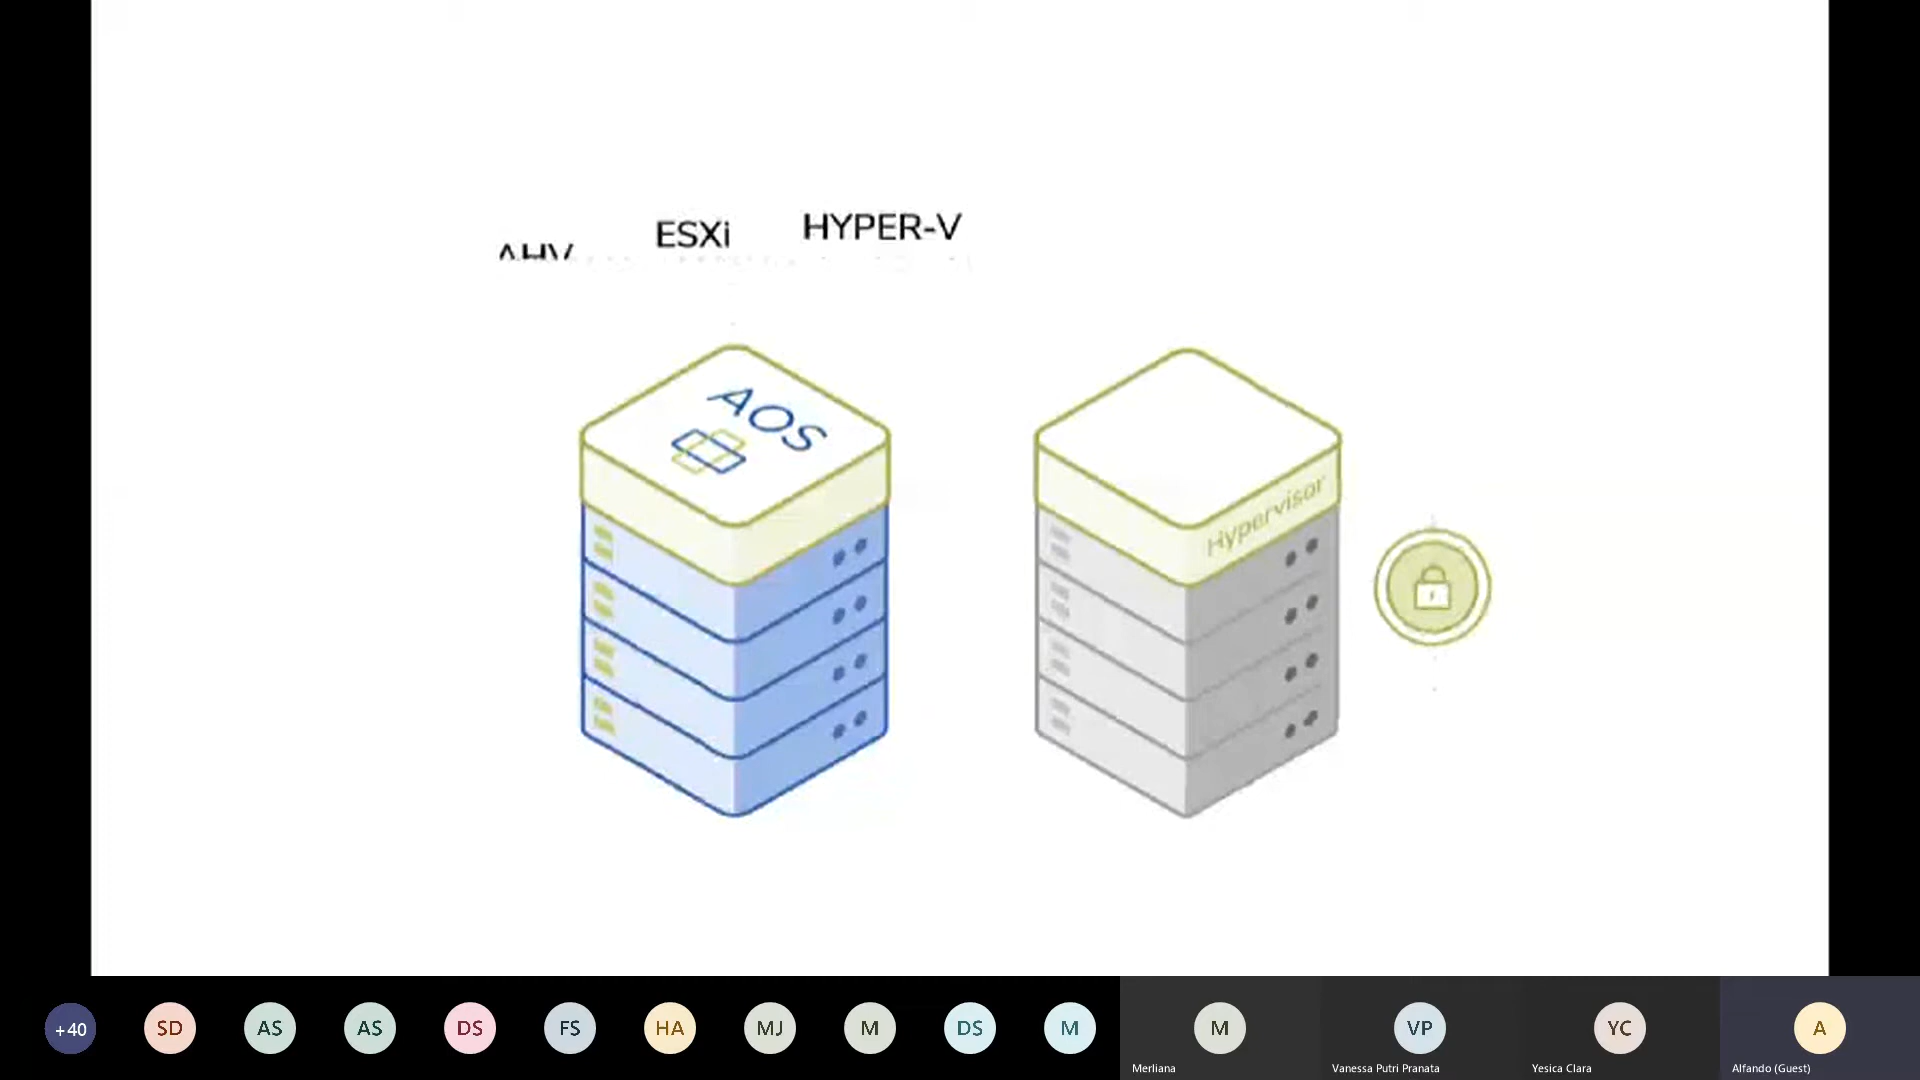 AHV
ESXi
HYPER-V
AOS
Hypervisor
+40
SD
AS
AS
DS
FS
HA
MJ
M
DS
M
M
VP
YC
A
Merliana
Vanessa Putri Pranata
Yesica Clara
Alfando (Guest)